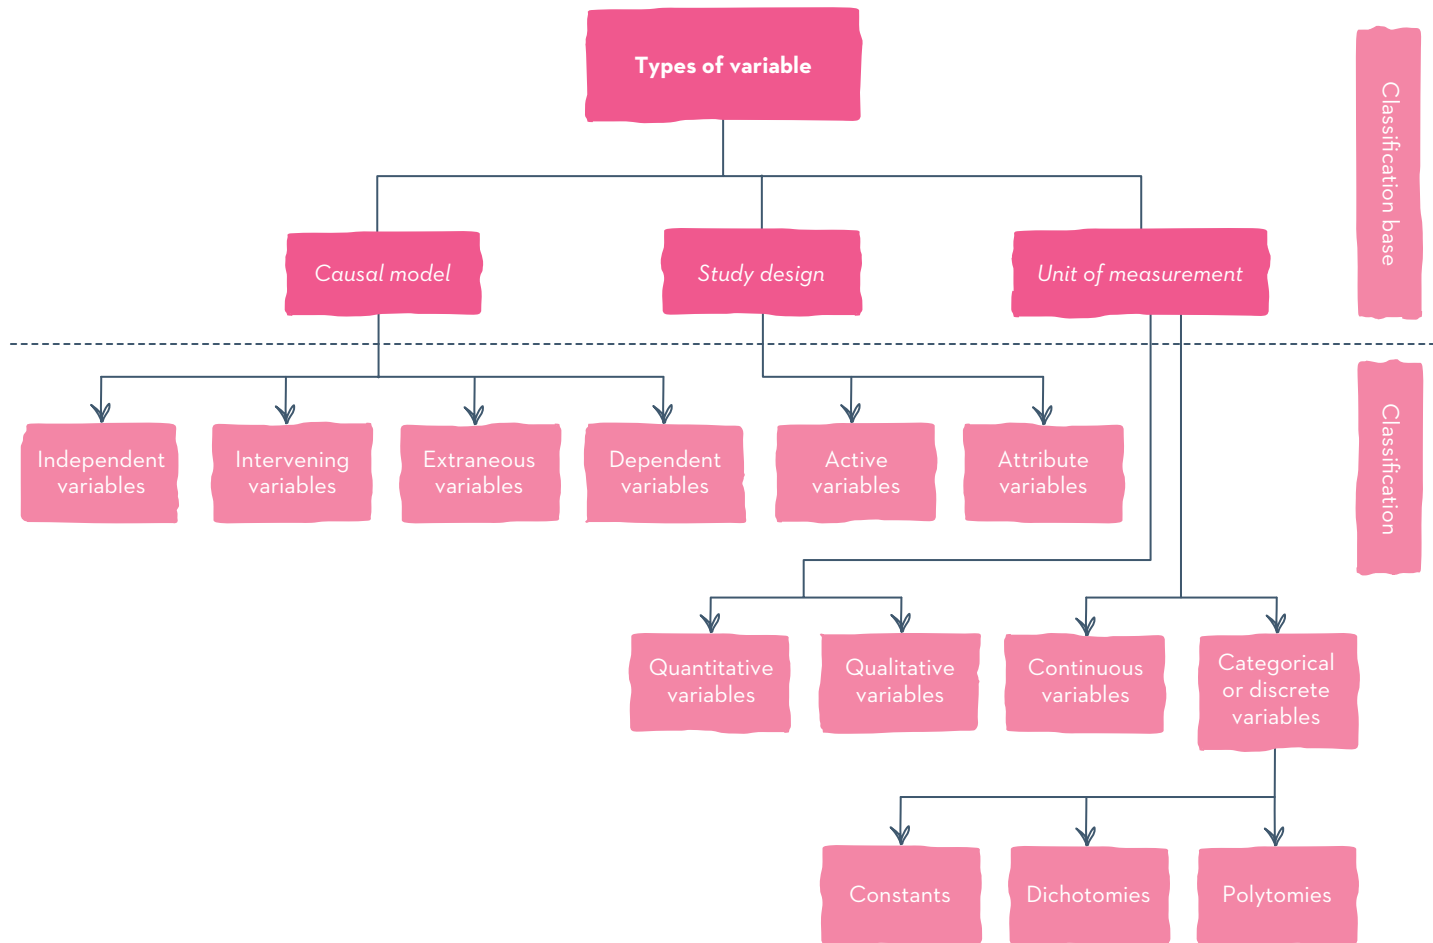 Types of variable
Classification base
Causal model
Study design
Unit of measurement
Classification
Independent
variables
Intervening
variables
Extraneous
variables
Dependent
variables
Active
variables
Attribute
variables
Quantitative
variables
Qualitative
variables
Continuous
variables
Categorical
or discrete
variables
Constants
Dichotomies
Polytomies